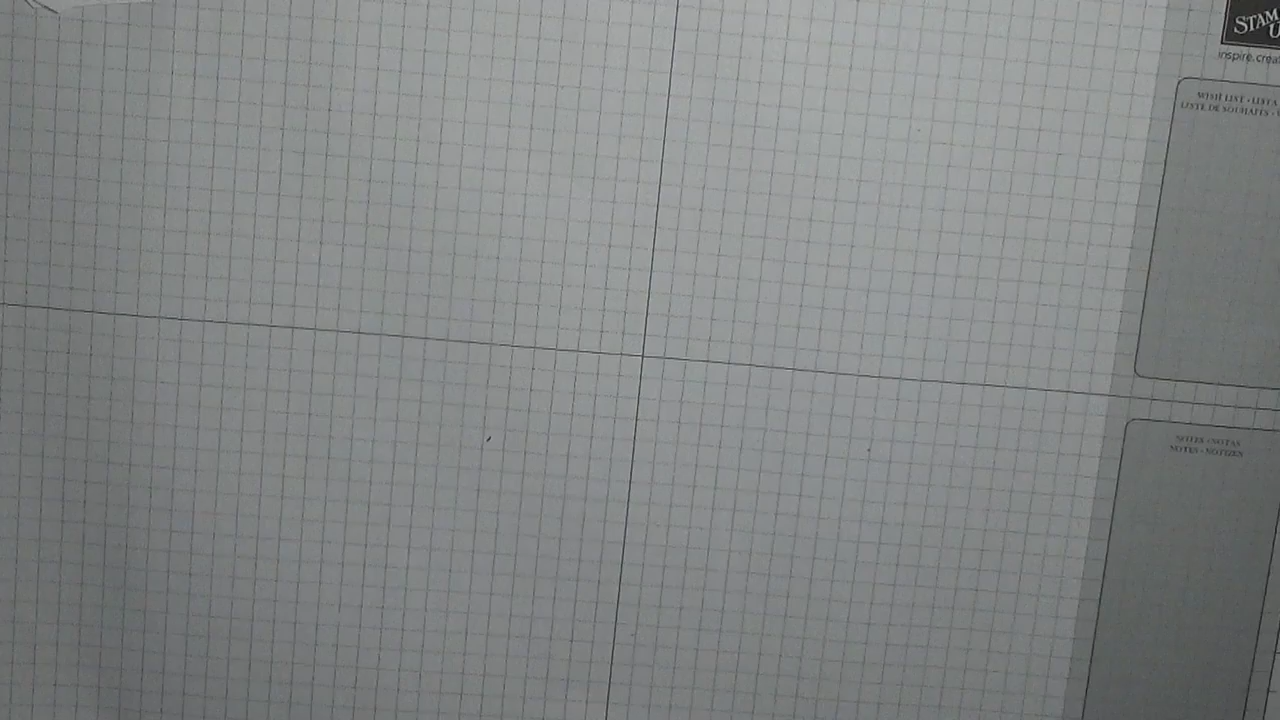 STAM
U
inspire.crea
WISH LIST • LISTA
LISTE DE SOUHAITS •
NOTES • NOTAS
NOTES • NOTIZEN